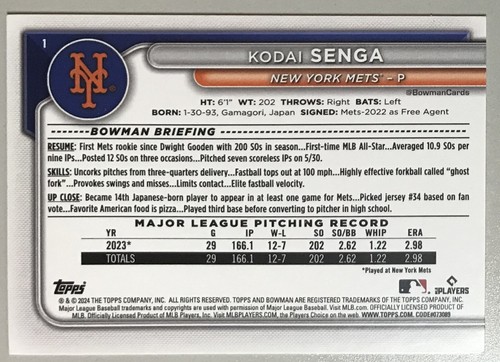 1
KODAI SENGA
NY
NEW YORK METS™ – P
@BowmanCards
HT: 6'1" WT: 202 THROWS: Right BATS: Left
BORN: 1-30-93, Gamagori, Japan SIGNED: Mets-2022 as Free Agent
BOWMAN BRIEFING
RESUME: First Mets rookie since Dwight Gooden with 200 SOs in season...First-time MLB All-Star...Averaged 10.9 SOs per
nine IPs...Posted 12 SOs on three occasions...Pitched seven scoreless IPs on 5/30.
SKILLS: Uncorks pitches from three-quarters delivery...Fastball tops out at 100 mph...Highly effective forkball called "ghost
fork"...Provokes swings and misses...Limits contact...Elite fastball velocity.
UP CLOSE: Became 14th Japanese-born player to appear in at least one game for Mets...Picked jersey #34 based on fan
vote...Favorite American food is pizza...Played third base before converting to pitcher in high school.
MAJOR LEAGUE PITCHING RECORD
YR G IP W-L SO SO/BB WHIP ERA
2023* 29 166.1 12-7 202 2.62 1.22 2.98
TOTALS 29 166.1 12-7 202 2.62 1.22 2.98
*Played at New York Mets
Topps
MLB PLAYERS
® & © 2024 THE TOPPS COMPANY, INC. ALL RIGHTS RESERVED. TOPPS AND BOWMAN ARE REGISTERED TRADEMARKS OF THE TOPPS COMPANY, INC.
Major League Baseball trademarks and copyrights are used with permission of Major League Baseball. Visit MLB.com. OFFICIALLY LICENSED PRODUCT OF
MLB PLAYERS, INC. Officially Licensed Product of MLB Players, Inc. Visit MLBPLAYERS.com, the Players Choice on the web. WWW.TOPPS.COM. CODE#CMP073089